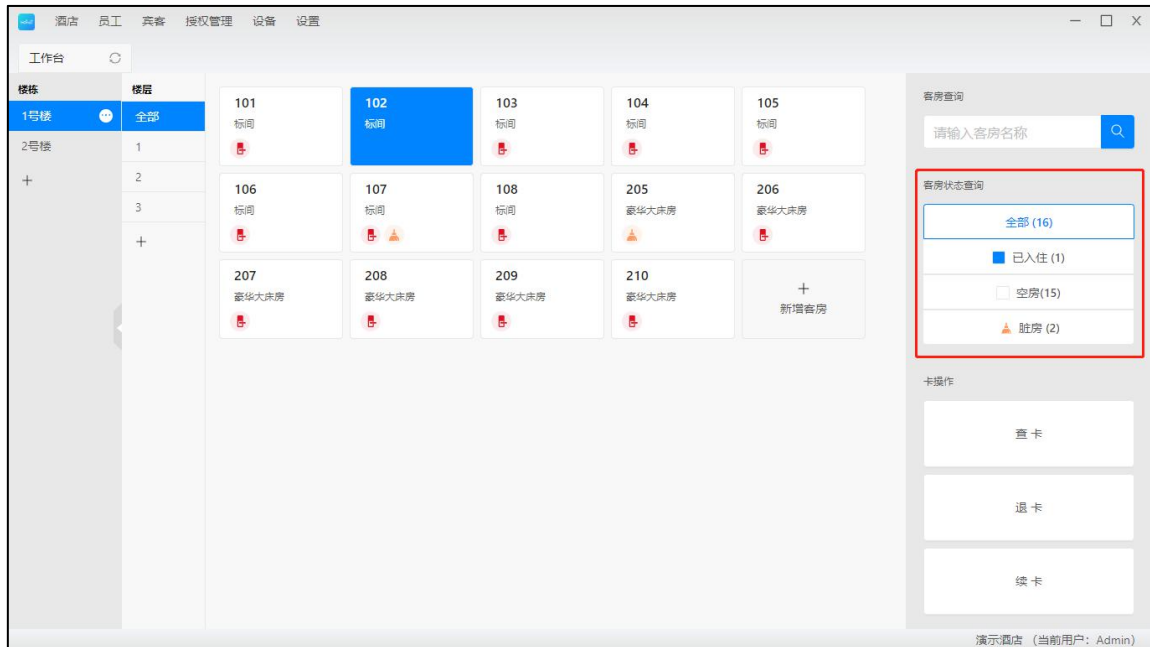 酒店 员工 宾客 授权管理 设备 设置
工作台
楼栋
1号楼
2号楼
楼层
全部
1
2
3
101
标间
102
标间
103
标间
104
标间
105
标间
106
标间
107
标间
108
标间
205
豪华大床房
206
豪华大床房
207
豪华大床房
208
豪华大床房
209
豪华大床房
210
豪华大床房
新增客房
客房查询
请输入客房名称
客房状态查询
全部 (16)
已入住 (1)
空房(15)
脏房 (2)
卡操作
查 卡
退 卡
续 卡
演示酒店 (当前用户: Admin)